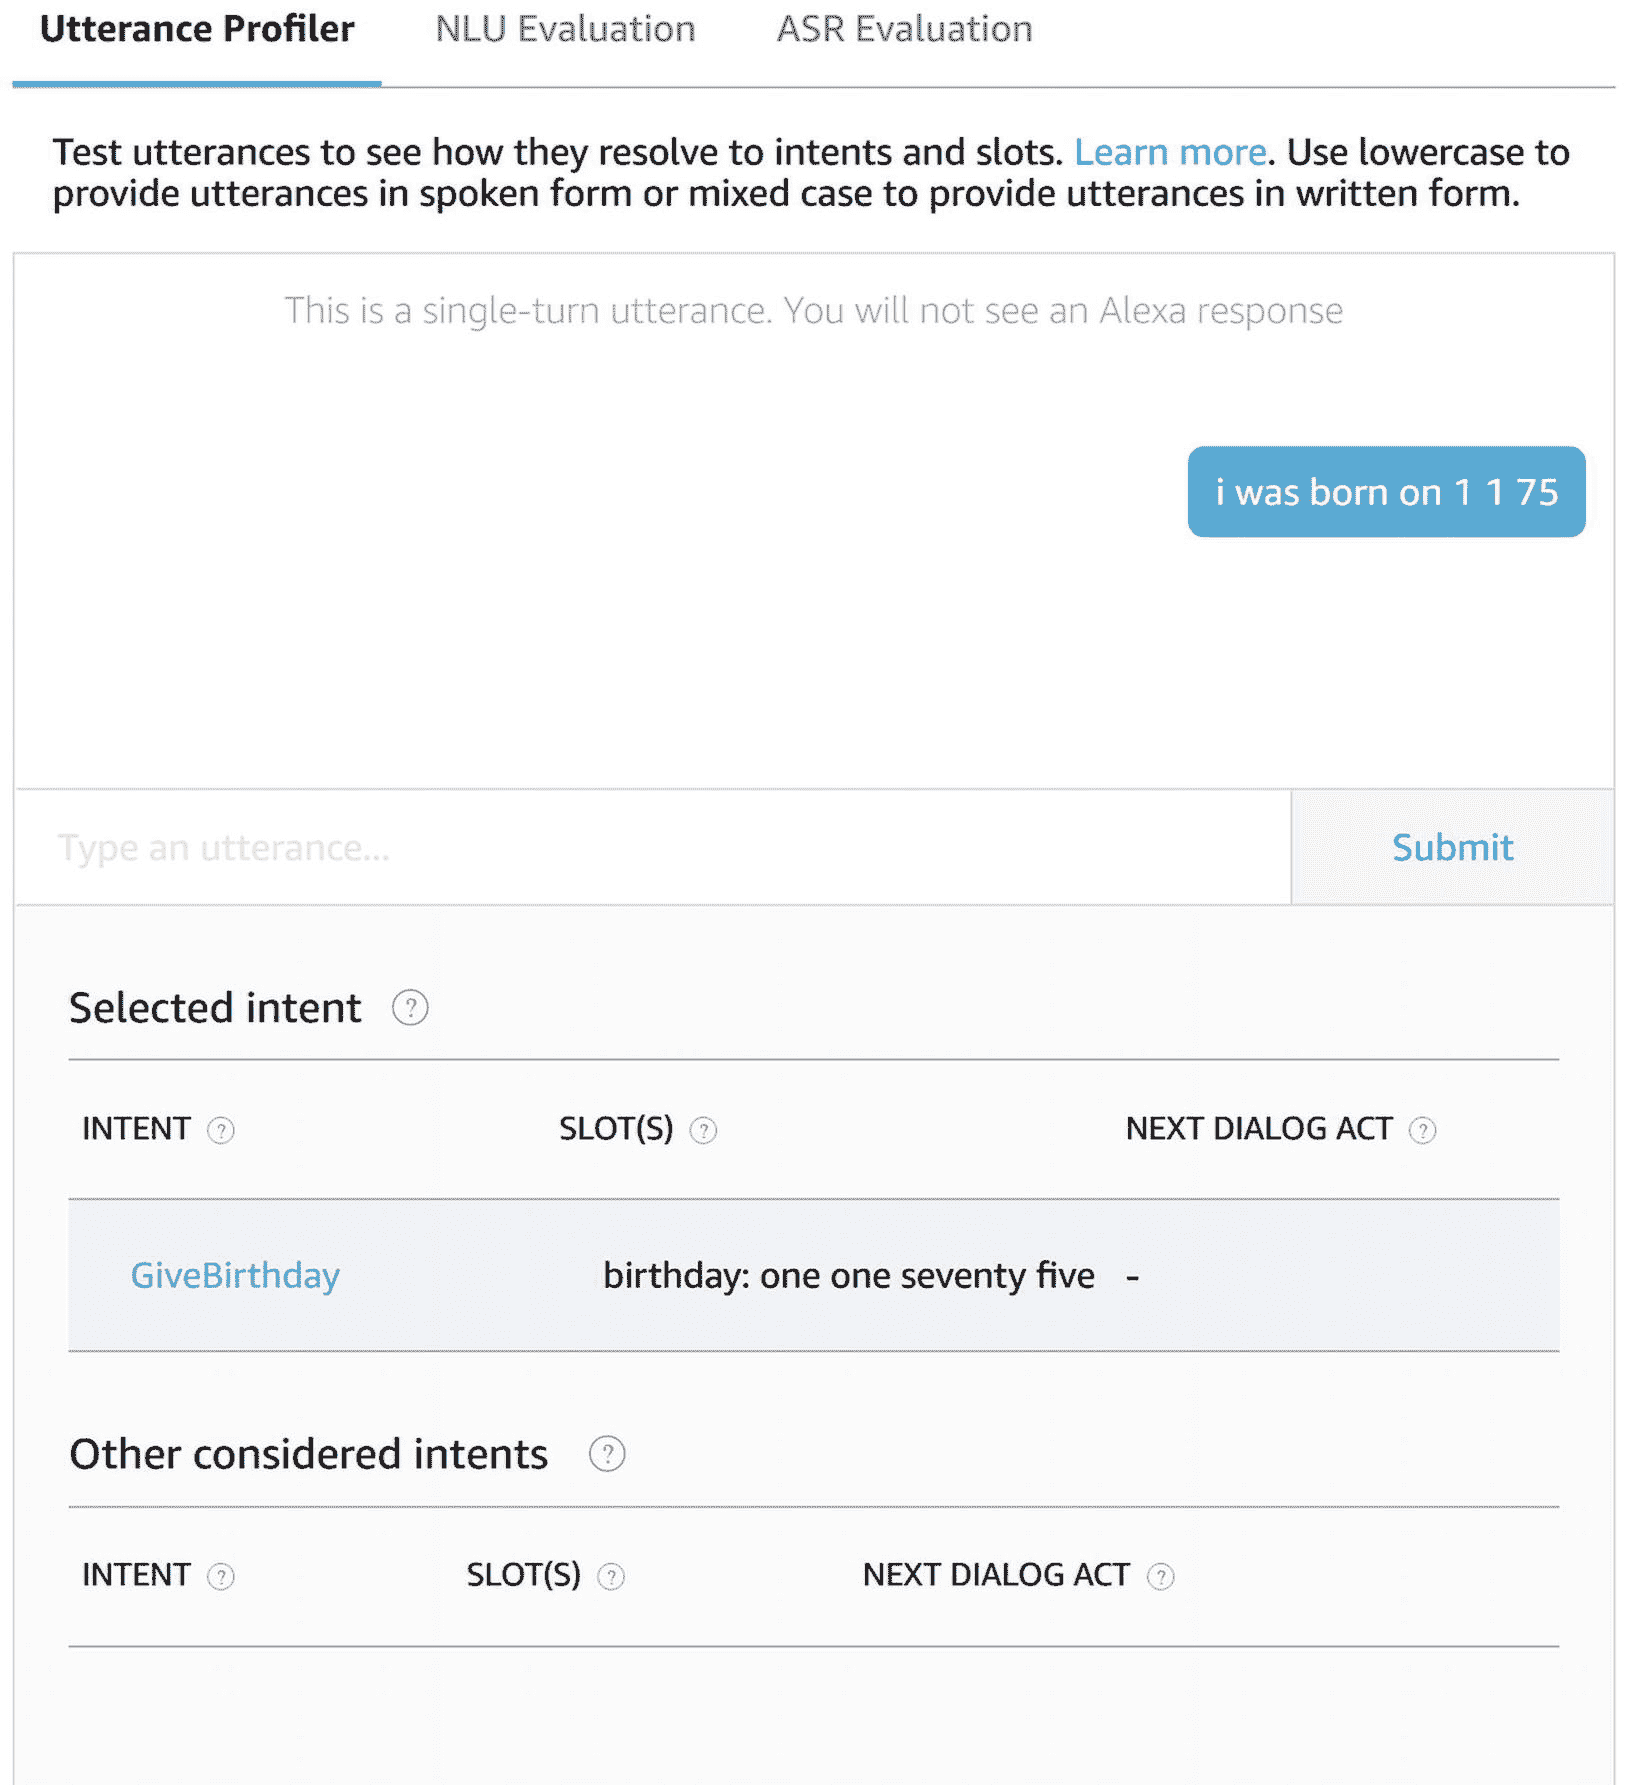 Utterance Profiler NLU Evaluation ASR Evaluation
Test utterances to see how they resolve to intents and slots. Learn more. Use lowercase to
provide utterances in spoken form or mixed case to provide utterances in written form.
This is a single-turn utterance. You will not see an Alexa response
i was born on 1 1 75
Type an utterance...
Submit
Selected intent ?
INTENT ? SLOT(S) ? NEXT DIALOG ACT ?
GiveBirthday birthday: one one seventy five -
Other considered intents ?
INTENT ? SLOT(S) ? NEXT DIALOG ACT ?